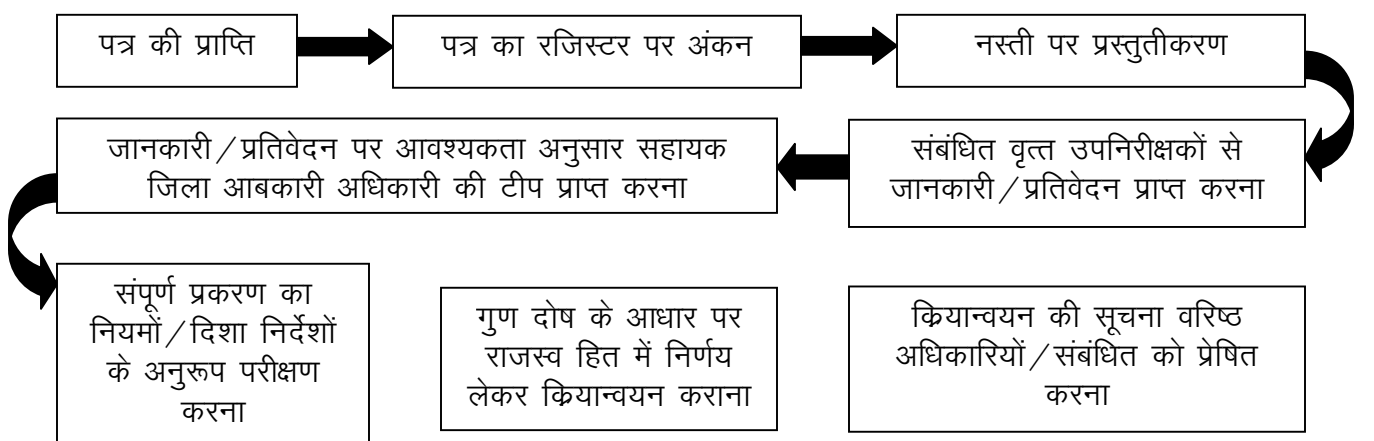 पत्र की प्राप्ति
पत्र का रजिस्टर पर अंकन
नस्ती पर प्रस्तुतीकरण
संबंधित वृत्त उपनिरीक्षकों से
जानकारी/प्रतिवेदन प्राप्त करना
जानकारी/प्रतिवेदन पर आवश्यकता अनुसार सहायक
जिला आबकारी अधिकारी की टीप प्राप्त करना
संपूर्ण प्रकरण का
नियमों/दिशा निर्देशों
के अनुरूप परीक्षण
करना
गुण दोष के आधार पर
राजस्व हित में निर्णय
लेकर क्रियान्वयन कराना
क्रियान्वयन की सूचना वरिष्ठ
अधिकारियों/संबंधित को प्रेषित
करना